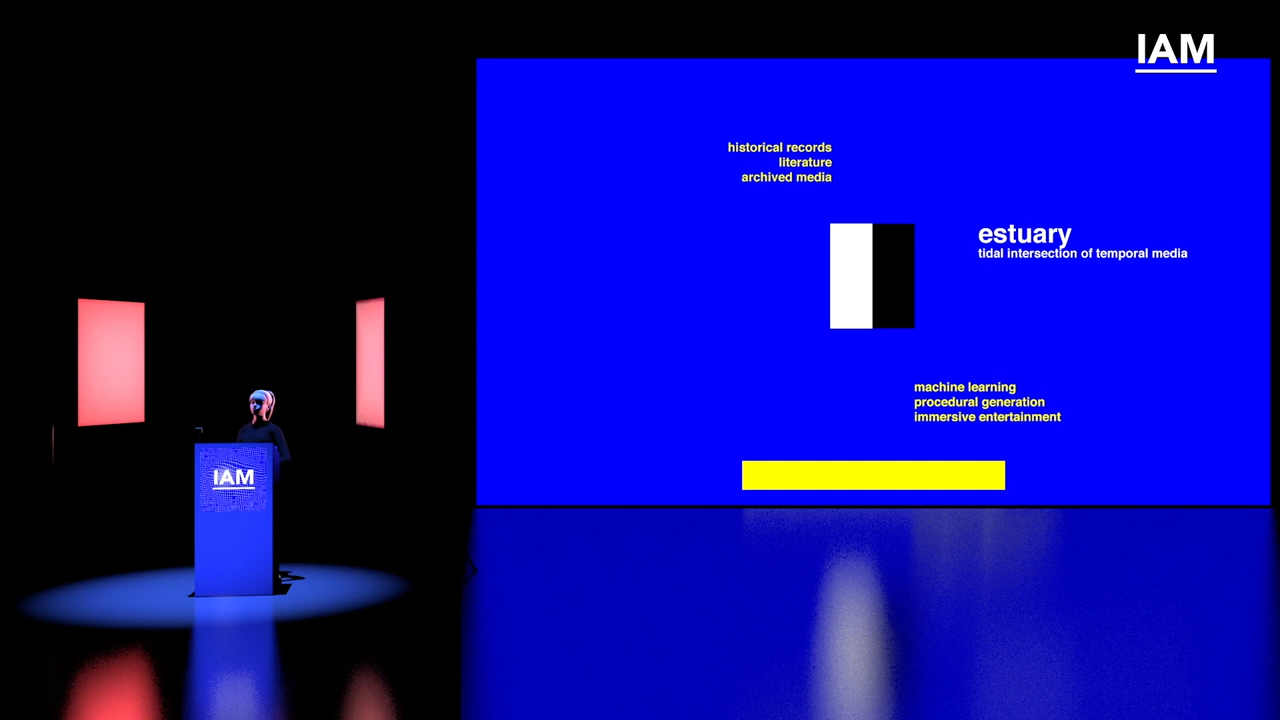 IAM
historical records
literature
archived media
estuary
tidal intersection of temporal media
machine learning
procedural generation
immersive entertainment
IAM